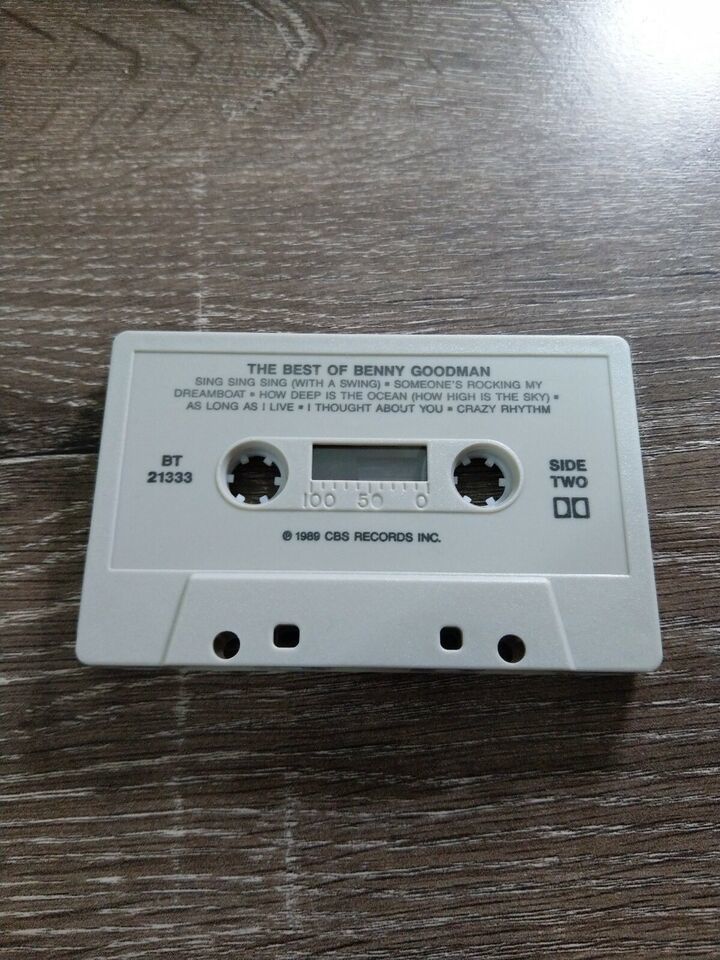 THE BEST OF BENNY GOODMAN
SING SING SING (WITH A SWING) ▪ SOMEONE'S ROCKING MY
DREAMBOAT ▪ HOW DEEP IS THE OCEAN (HOW HIGH IS THE SKY) ▪
AS LONG AS I LIVE ▪ I THOUGHT ABOUT YOU ▪ CRAZY RHYTHM
BT
21333
SIDE
TWO
100 50 0
℗ 1989 CBS RECORDS INC.